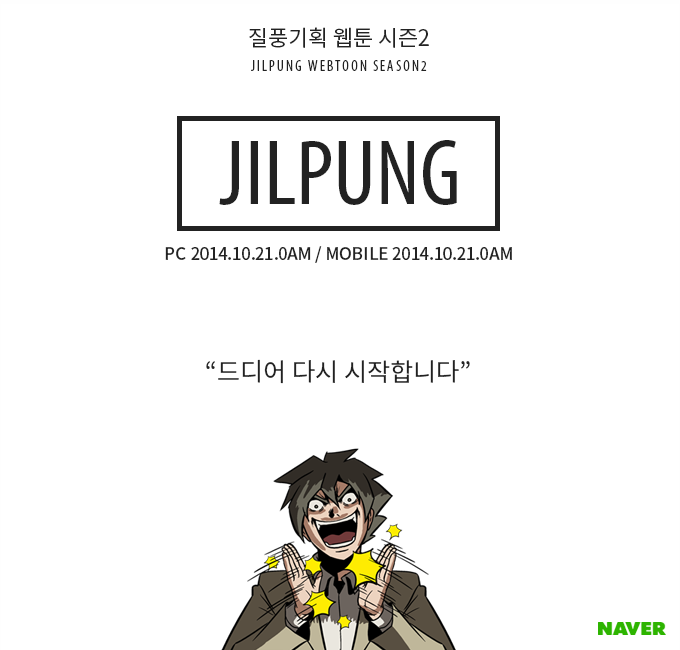 질풍기획 웹툰 시즌2
JILPUNG WEBTOON SEASON2
JILPUNG
PC 2014.10.21.0AM / MOBILE 2014.10.21.0AM
“드디어 다시 시작합니다”
NAVER